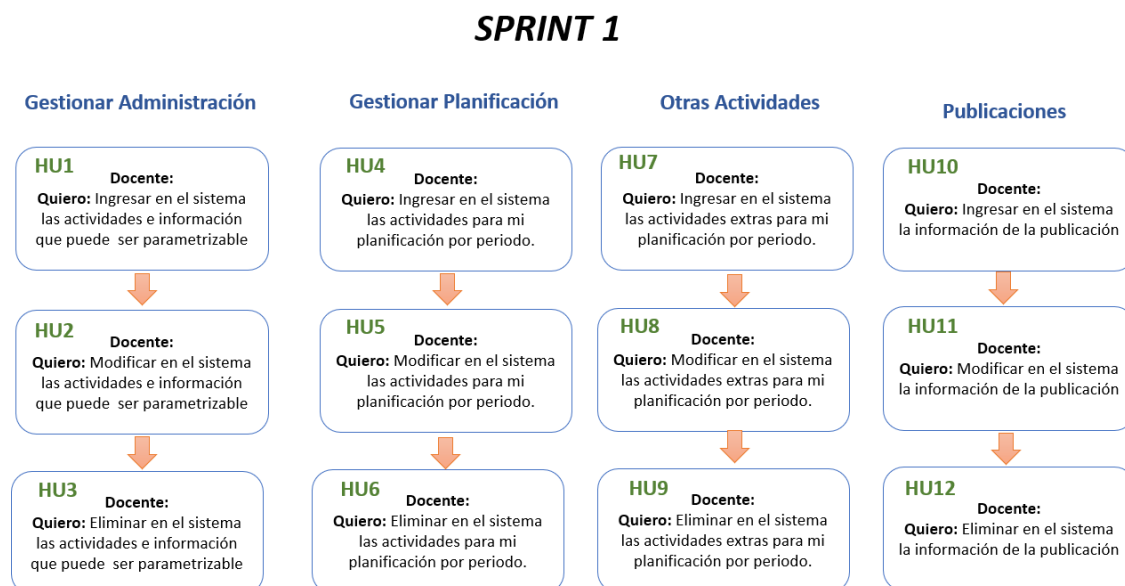 SPRINT 1
Gestionar Administración
HU1
Docente:
Quiero: Ingresar en el sistema
las actividades e información
que puede ser parametrizable
HU2
Docente:
Quiero: Modificar en el sistema
las actividades e información
que puede ser parametrizable
HU3
Docente:
Quiero: Eliminar en el sistema
las actividades e información
que puede ser parametrizable
Gestionar Planificación
HU4
Docente:
Quiero: Ingresar en el sistema
las actividades para mi
planificación por periodo.
HU5
Docente:
Quiero: Modificar en el sistema
las actividades para mi
planificación por periodo.
HU6
Docente:
Quiero: Eliminar en el sistema
las actividades para mi
planificación por periodo.
Otras Actividades
HU7
Docente:
Quiero: Ingresar en el sistema
las actividades extras para mi
planificación por periodo.
HU8
Docente:
Quiero: Modificar en el sistema
las actividades extras para mi
planificación por periodo.
HU9
Docente:
Quiero: Eliminar en el sistema
las actividades extras para mi
planificación por periodo.
Publicaciones
HU10
Docente:
Quiero: Ingresar en el sistema
la información de la publicación
HU11
Docente:
Quiero: Modificar en el sistema
la información de la publicación
HU12
Docente:
Quiero: Eliminar en el sistema
la información de la publicación